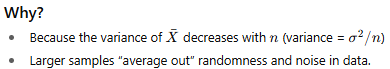 Why?
• Because the variance of X̄ decreases with n (variance = σ²/n)
• Larger samples “average out” randomness and noise in data.